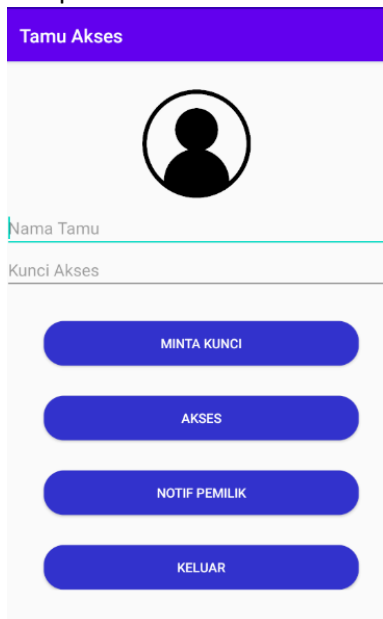 Tamu Akses
Nama Tamu
Kunci Akses
MINTA KUNCI
AKSES
NOTIF PEMILIK
KELUAR